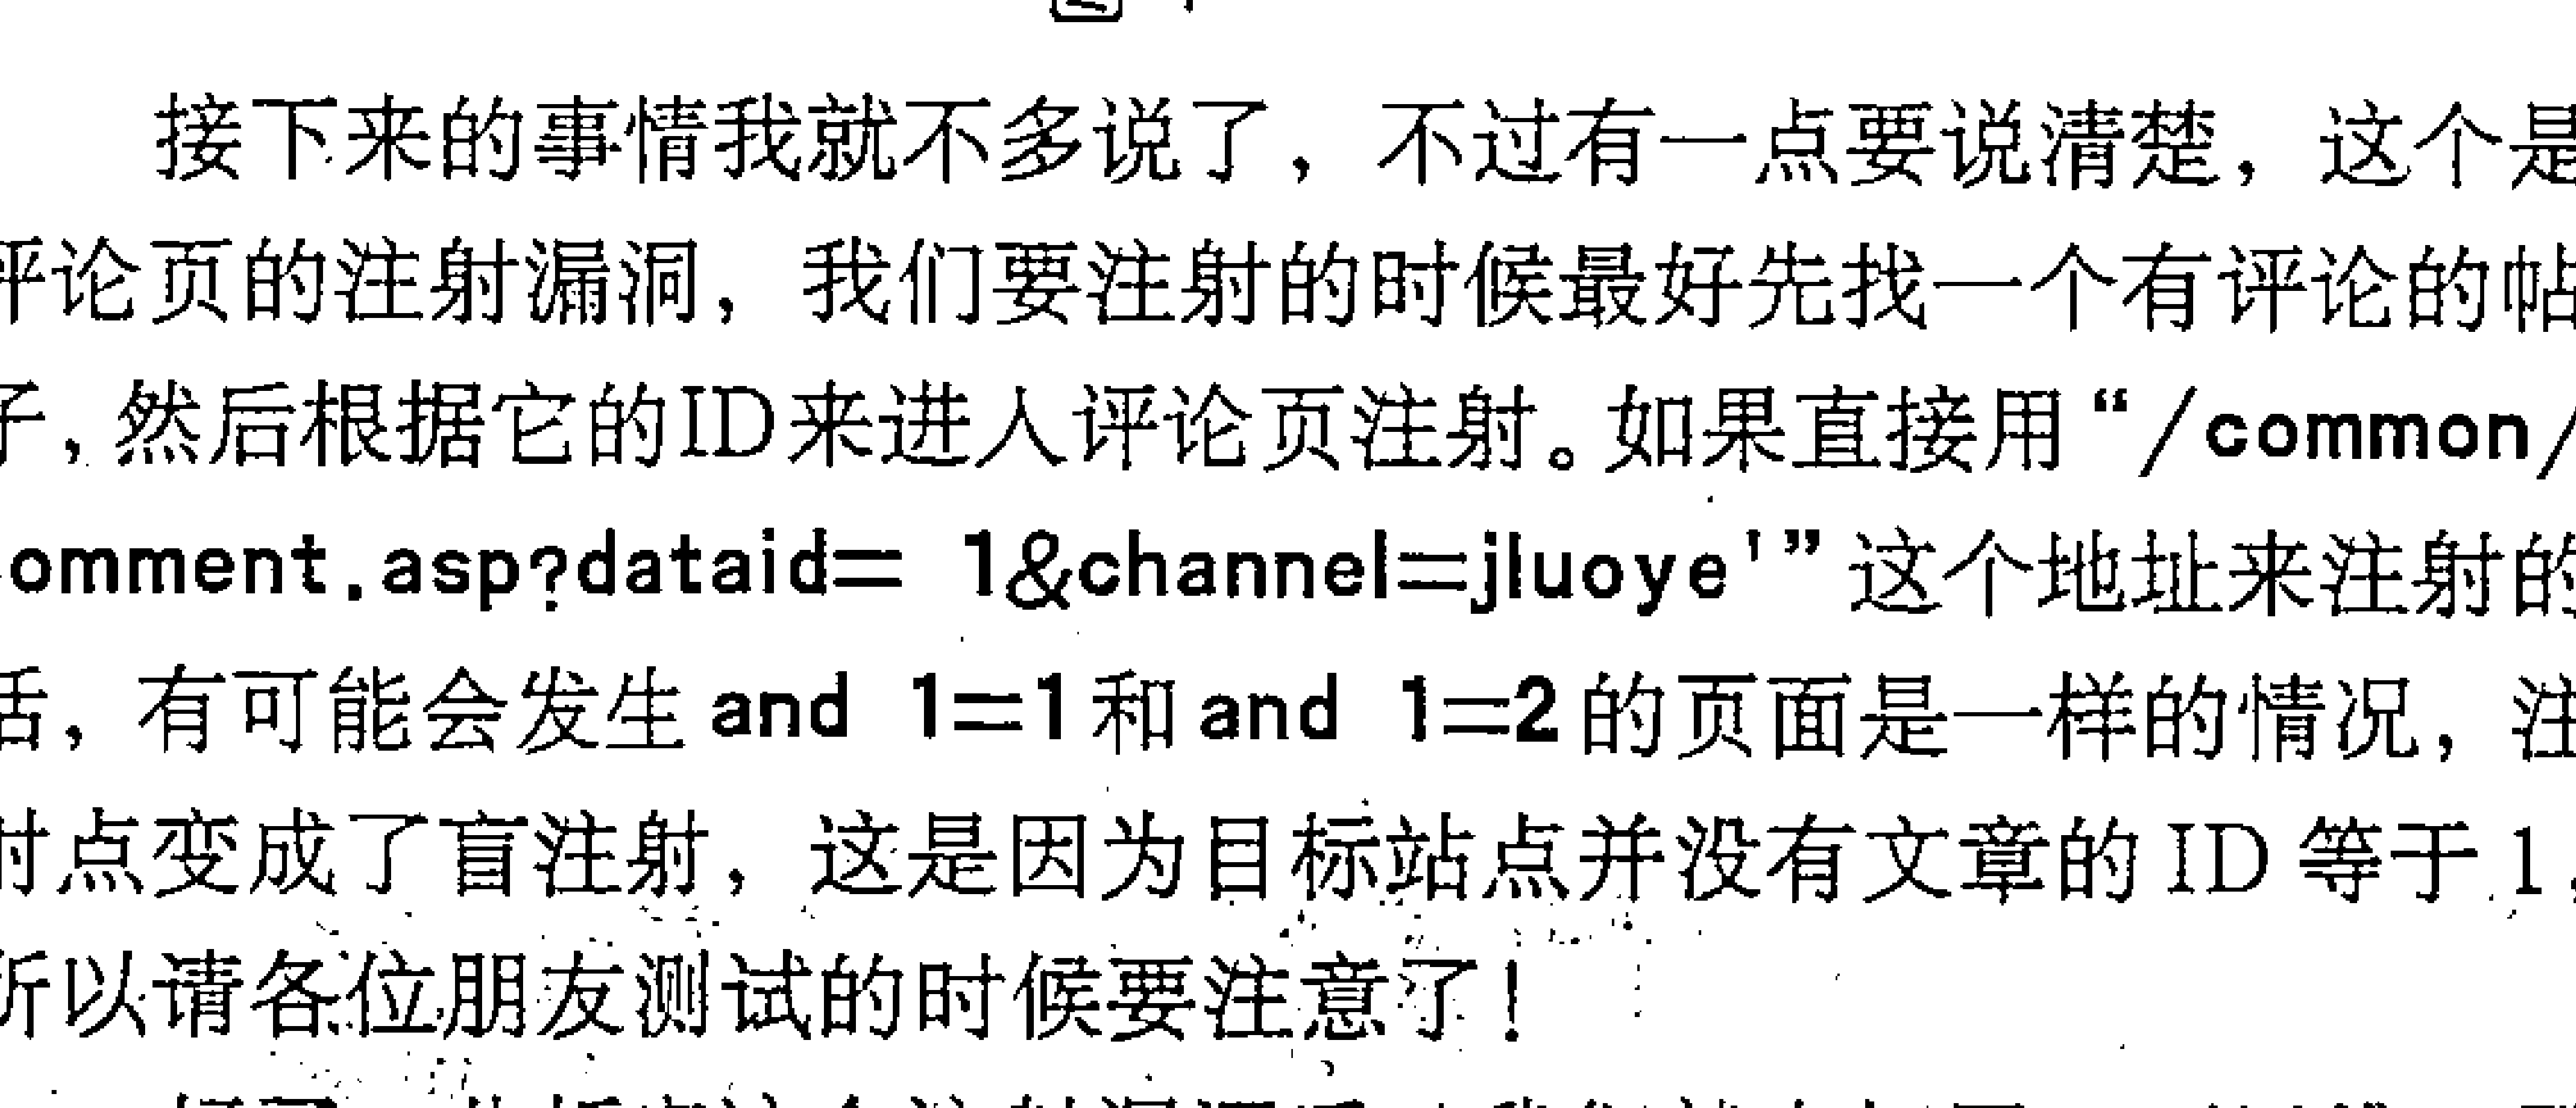 接下来的事情我就不多说了，不过有一点要说清楚，这个是
评论页的注射漏洞，我们要注射的时候最好先找一个有评论的帖
子，然后根据它的ID来进入评论页注射。如果直接用“/common/
omment.asp?dataid= 1&channel=jluoye'”这个地址来注射的
话，有可能会发生and 1=1和and 1=2的页面是一样的情况，注
射点变成了盲注射，这是因为目标站点并没有文章的ID等于1，
所以请各位朋友测试的时候要注意了！